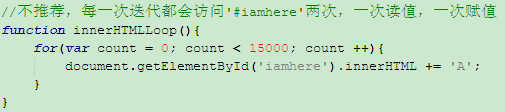 //不推荐，每一次迭代都会访问'#iamhere'两次，一次读值，一次赋值
function innerHTMLLoop(){
    for(var count = 0; count < 15000; count ++){
        document.getElementById('iamhere').innerHTML += 'A';
    }
}